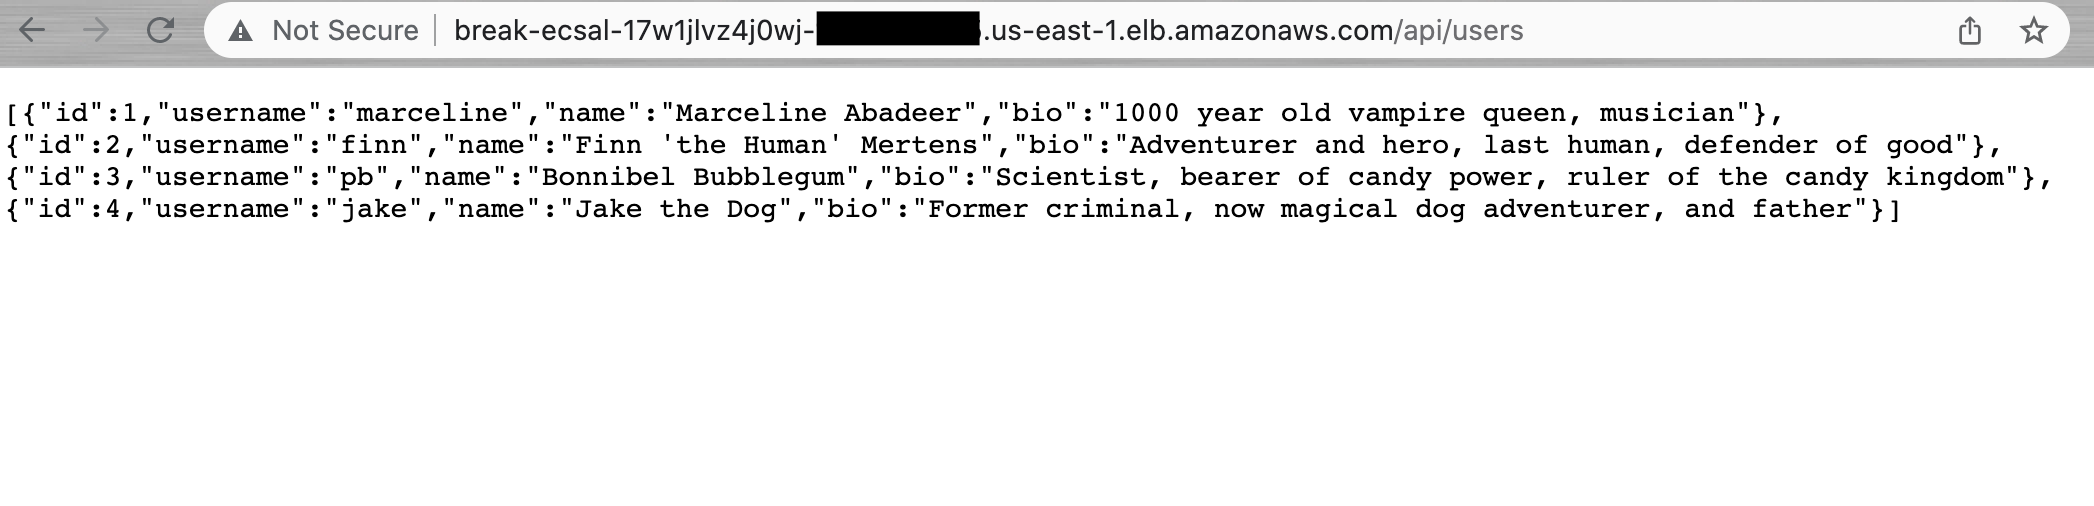 Not Secure break-ecsal-17w1jlvz4j0wj- .us-east-1.elb.amazonaws.com/api/users
[{"id":1,"username":"marceline","name":"Marceline Abadeer","bio":"1000 year old vampire queen, musician"},
{"id":2,"username":"finn","name":"Finn 'the Human' Mertens","bio":"Adventurer and hero, last human, defender of good"},
{"id":3,"username":"pb","name":"Bonnibel Bubblegum","bio":"Scientist, bearer of candy power, ruler of the candy kingdom"},
{"id":4,"username":"jake","name":"Jake the Dog","bio":"Former criminal, now magical dog adventurer, and father"}]